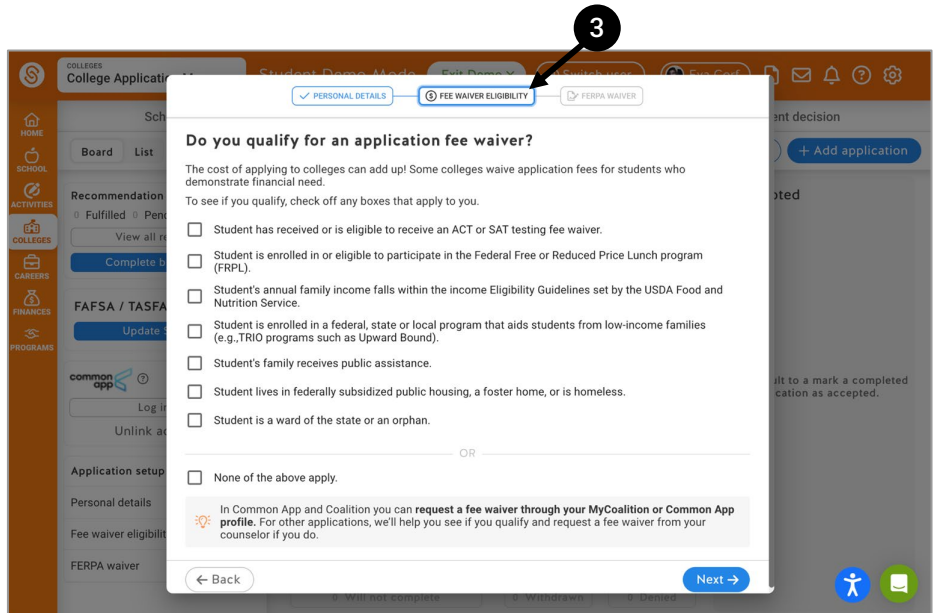 3
COLLEGES
College Applicatio
Student Demo Mode
Exit Demo
Switch user
PERSONAL DETAILS
FEE WAIVER ELIGIBILITY
FERPA WAIVER
HOME
SCHOOL
ACTIVITIES
COLLEGES
CAREERS
FINANCES
PROGRAMS
Sch
ent decision
Board List
+ Add application
Recommendation
0 Fulfilled 0 Pend
View all re
Complete b
FAFSA / TASFA
Update S
common app
Log in
Unlink ac
Application setup
Personal details
Fee waiver eligibilit
FERPA waiver
Do you qualify for an application fee waiver?
The cost of applying to colleges can add up! Some colleges waive application fees for students who
demonstrate financial need.
To see if you qualify, check off any boxes that apply to you.
Student has received or is eligible to receive an ACT or SAT testing fee waiver.
Student is enrolled in or eligible to participate in the Federal Free or Reduced Price Lunch program
(FRPL).
Student's annual family income falls within the income Eligibility Guidelines set by the USDA Food and
Nutrition Service.
Student is enrolled in a federal, state or local program that aids students from low-income families
(e.g.,TRIO programs such as Upward Bound).
Student's family receives public assistance.
Student lives in federally subsidized public housing, a foster home, or is homeless.
Student is a ward of the state or an orphan.
OR
None of the above apply.
In Common App and Coalition you can request a fee waiver through your MyCoalition or Common App
profile. For other applications, we'll help you see if you qualify and request a fee waiver from your
counselor if you do.
← Back
Next →
pted
ult to a mark a completed
cation as accepted.
0 Will not complete
0 Withdrawn
0 Denied